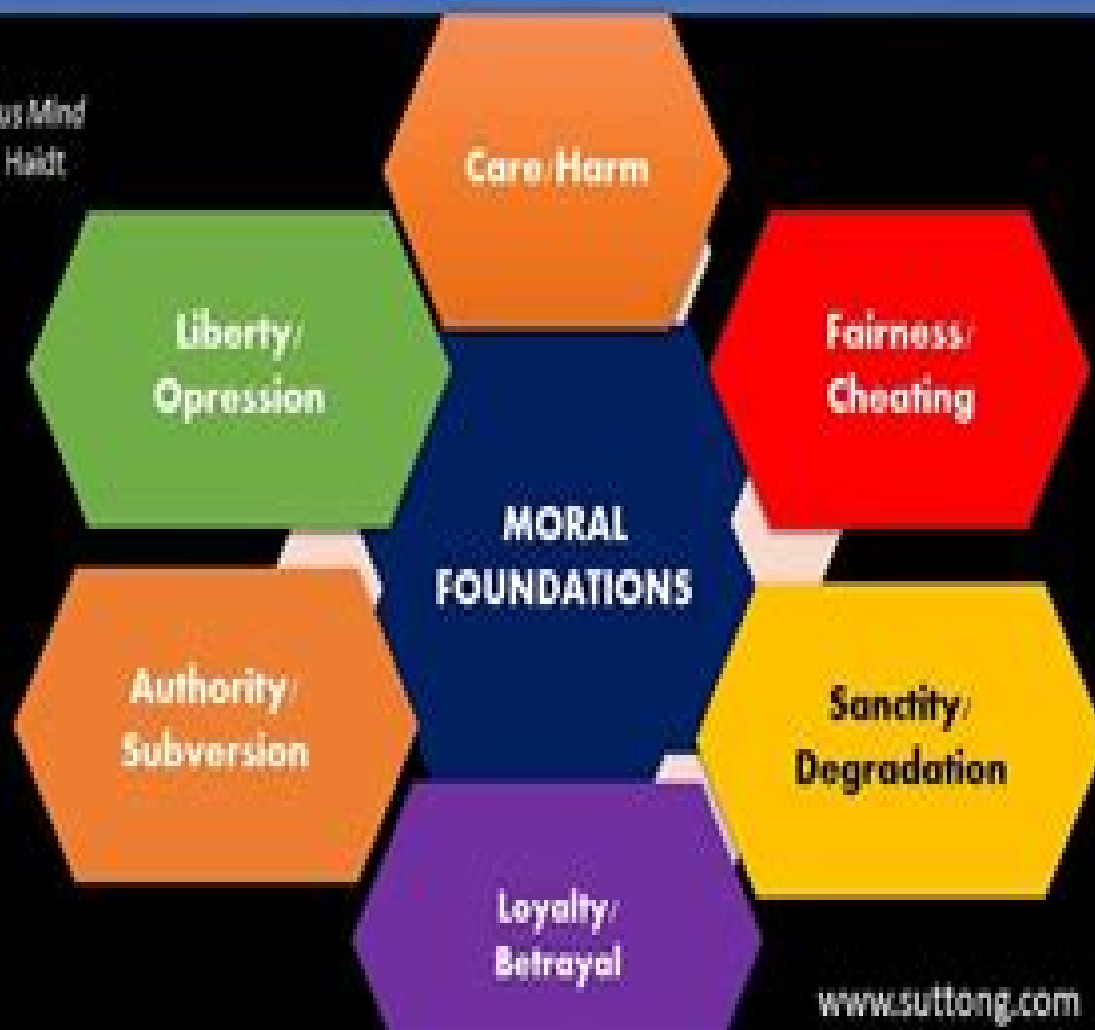 us Mind
Haidt
Care/Harm
Liberty/
Opression
Fairness/
Cheating
MORAL
FOUNDATIONS
Authority/
Subversion
Sanctity/
Degradation
Loyalty/
Betrayal
www.suttong.com